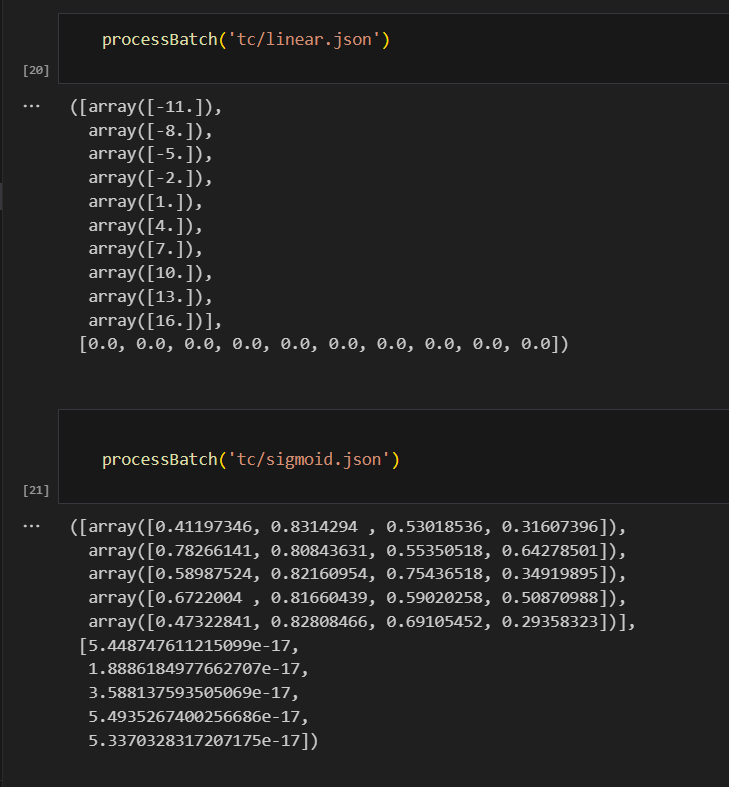 processBatch('tc/linear.json')
[20]
... ([array([-11.]),
array([-8.]),
array([-5.]),
array([-2.]),
array([1.]),
array([4.]),
array([7.]),
array([10.]),
array([13.]),
array([16.])],
[0.0, 0.0, 0.0, 0.0, 0.0, 0.0, 0.0, 0.0, 0.0, 0.0])
processBatch('tc/sigmoid.json')
[21]
... ([array([0.41197346, 0.8314294 , 0.53018536, 0.31607396]),
array([0.78266141, 0.80843631, 0.55350518, 0.64278501]),
array([0.58987524, 0.82160954, 0.75436518, 0.34919895]),
array([0.6722004 , 0.81660439, 0.59020258, 0.50870988]),
array([0.47322841, 0.82808466, 0.69105452, 0.29358323])],
[5.448747611215099e-17,
1.8886184977662707e-17,
3.588137593505069e-17,
5.4935267400256686e-17,
5.3370328317207175e-17])